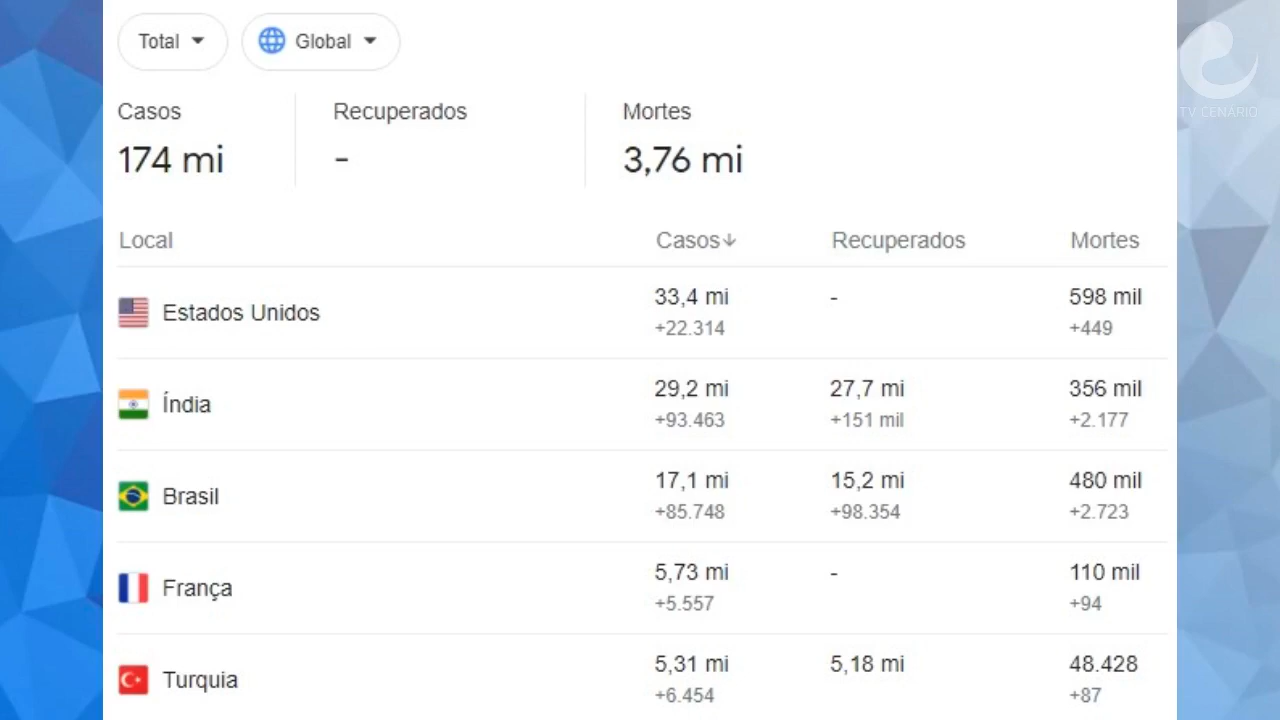 Total
Global
Casos
Recuperados
Mortes
174 mi
-
3,76 mi
Local
Casos↓
Recuperados
Mortes
Estados Unidos
33,4 mi
+22.314
-
598 mil
+449
Índia
29,2 mi
+93.463
27,7 mi
+151 mil
356 mil
+2.177
Brasil
17,1 mi
+85.748
15,2 mi
+98.354
480 mil
+2.723
França
5,73 mi
+5.557
-
110 mil
+94
Turquia
5,31 mi
+6.454
5,18 mi
48.428
+87
TV CENÁRIO